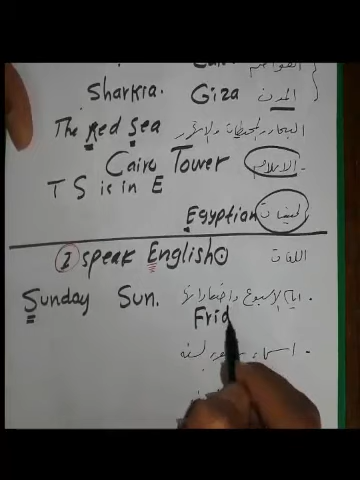 Sharkia. Giza المدن
The Red Sea البحار والمحيطات والانهار
Cairo Tower الاعلام.
T S is in E
Egyptian الجنسيات
I speak English. اللغات
Sunday Sun. ايام الاسبوع واختصاراتها.
Frid